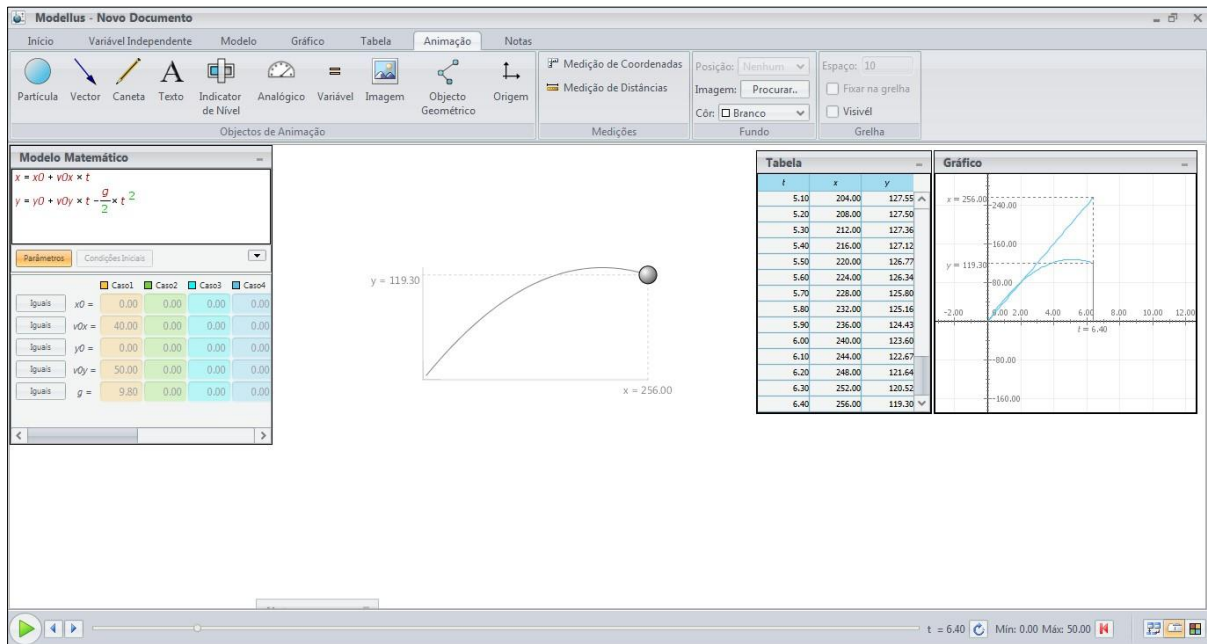 Modellus - Novo Documento
Início Variável Independente Modelo Gráfico Tabela Animação Notas
Partícula Vector Caneta Texto Indicator de Nível Analógico Variável Imagem Objecto Geométrico Origem
Objectos de Animação
Medição de Coordenadas
Medição de Distâncias
Medições
Posição: Nenhum
Imagem: Procurar..
Côr: Branco
Fundo
Espaço: 10
Fixar na grelha
Visivél
Grelha
Modelo Matemático
x = x0 + v0x × t
y = y0 + v0y × t - g/2 × t 2
Parâmetros Condições Iniciais
Caso1 Caso2 Caso3 Caso4
Iguais x0 = 0.00 0.00 0.00 0.00
Iguais v0x = 40.00 0.00 0.00 0.00
Iguais y0 = 0.00 0.00 0.00 0.00
Iguais v0y = 50.00 0.00 0.00 0.00
Iguais g = 9.80 0.00 0.00 0.00
y = 119.30
x = 256.00
Tabela
t x y
5.10 204.00 127.55
5.20 208.00 127.50
5.30 212.00 127.36
5.40 216.00 127.12
5.50 220.00 126.77
5.60 224.00 126.34
5.70 228.00 125.80
5.80 232.00 125.16
5.90 236.00 124.43
6.00 240.00 123.60
6.10 244.00 122.67
6.20 248.00 121.64
6.30 252.00 120.52
6.40 256.00 119.30
Gráfico
x = 256.00
240.00
160.00
y = 119.30
80.00
-2.00 0.00 2.00 4.00 6.00 8.00 10.00 12.00
t = 6.40
-80.00
-160.00
t = 6.40 Mín: 0.00 Máx: 50.00